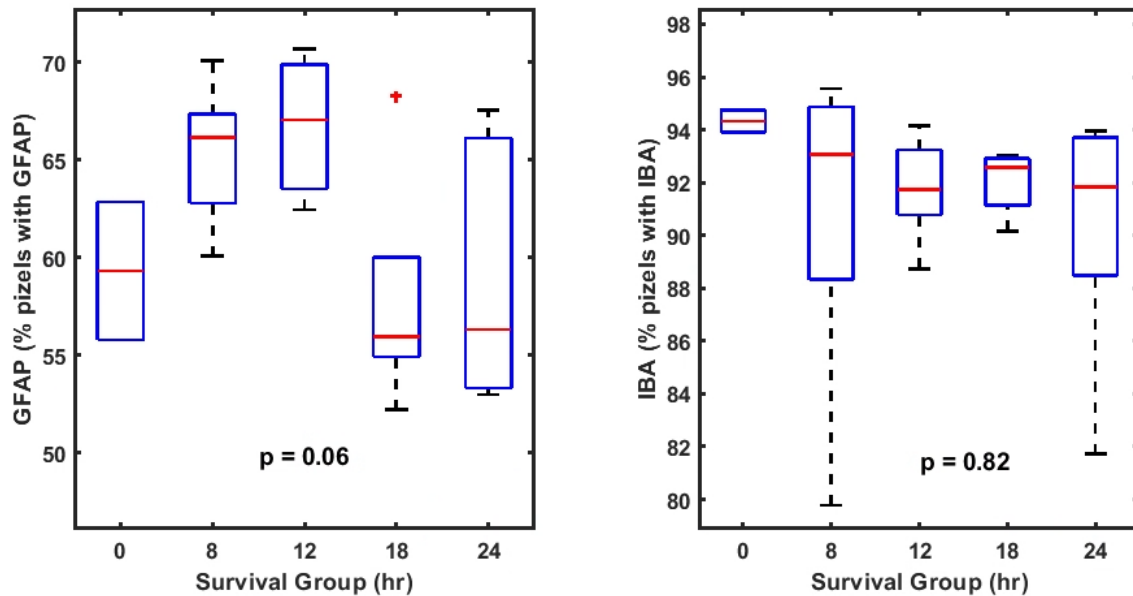 GFAP (% pizels with GFAP)
70
65
60
55
50
p = 0.06
0 8 12 18 24
Survival Group (hr)
IBA (% pizels with IBA)
98
96
94
92
90
88
86
84
82
80
p = 0.82
0 8 12 18 24
Survival Group (hr)